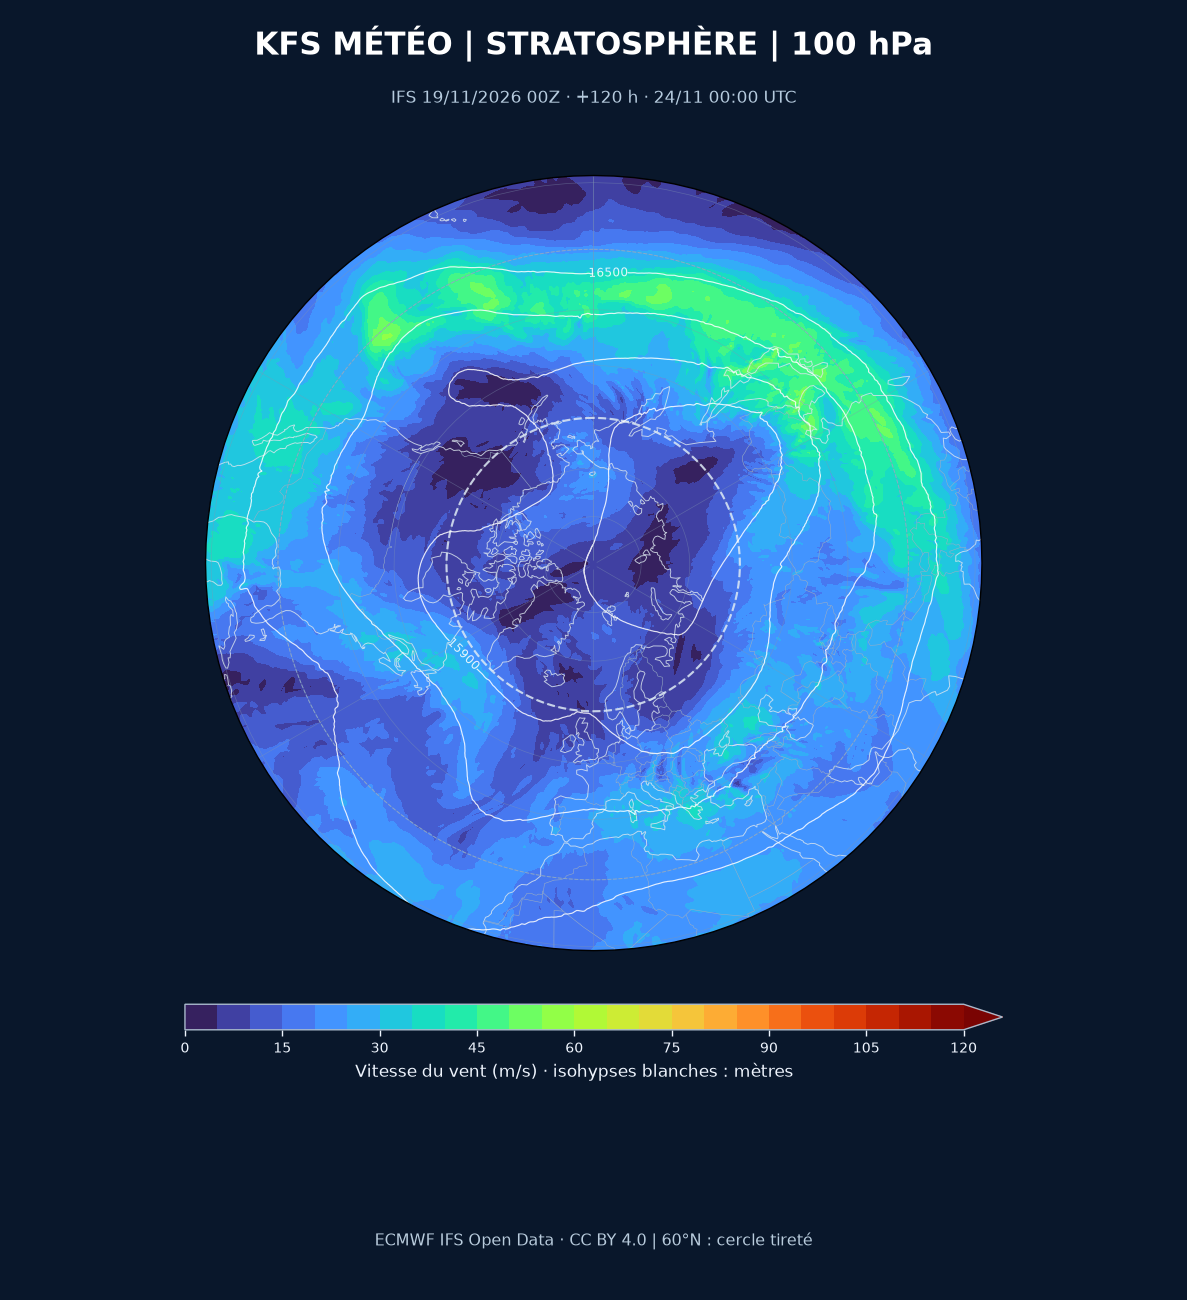 KFS MÉTÉO | STRATOSPHÈRE | 100 hPa
IFS 19/11/2026 00Z · +120 h · 24/11 00:00 UTC
16500
15900
0 15 30 45 60 75 90 105 120
Vitesse du vent (m/s) · isohypses blanches : mètres
ECMWF IFS Open Data · CC BY 4.0 | 60°N : cercle tireté